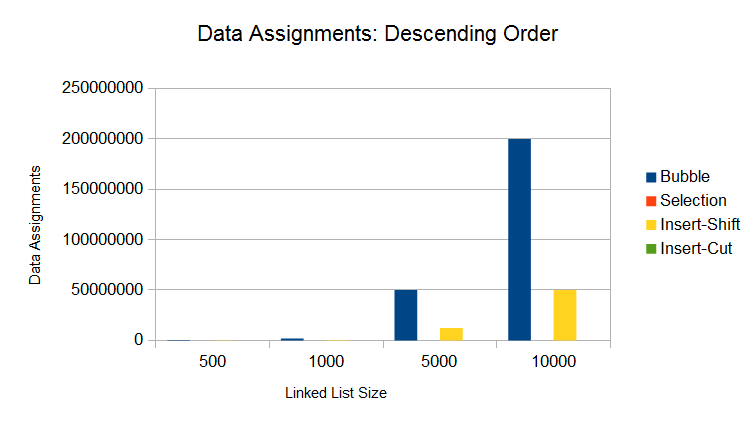 Data Assignments: Descending Order
250000000
200000000
150000000
100000000
50000000
0
Data Assignments
500 1000 5000 10000
Linked List Size
Bubble
Selection
Insert-Shift
Insert-Cut